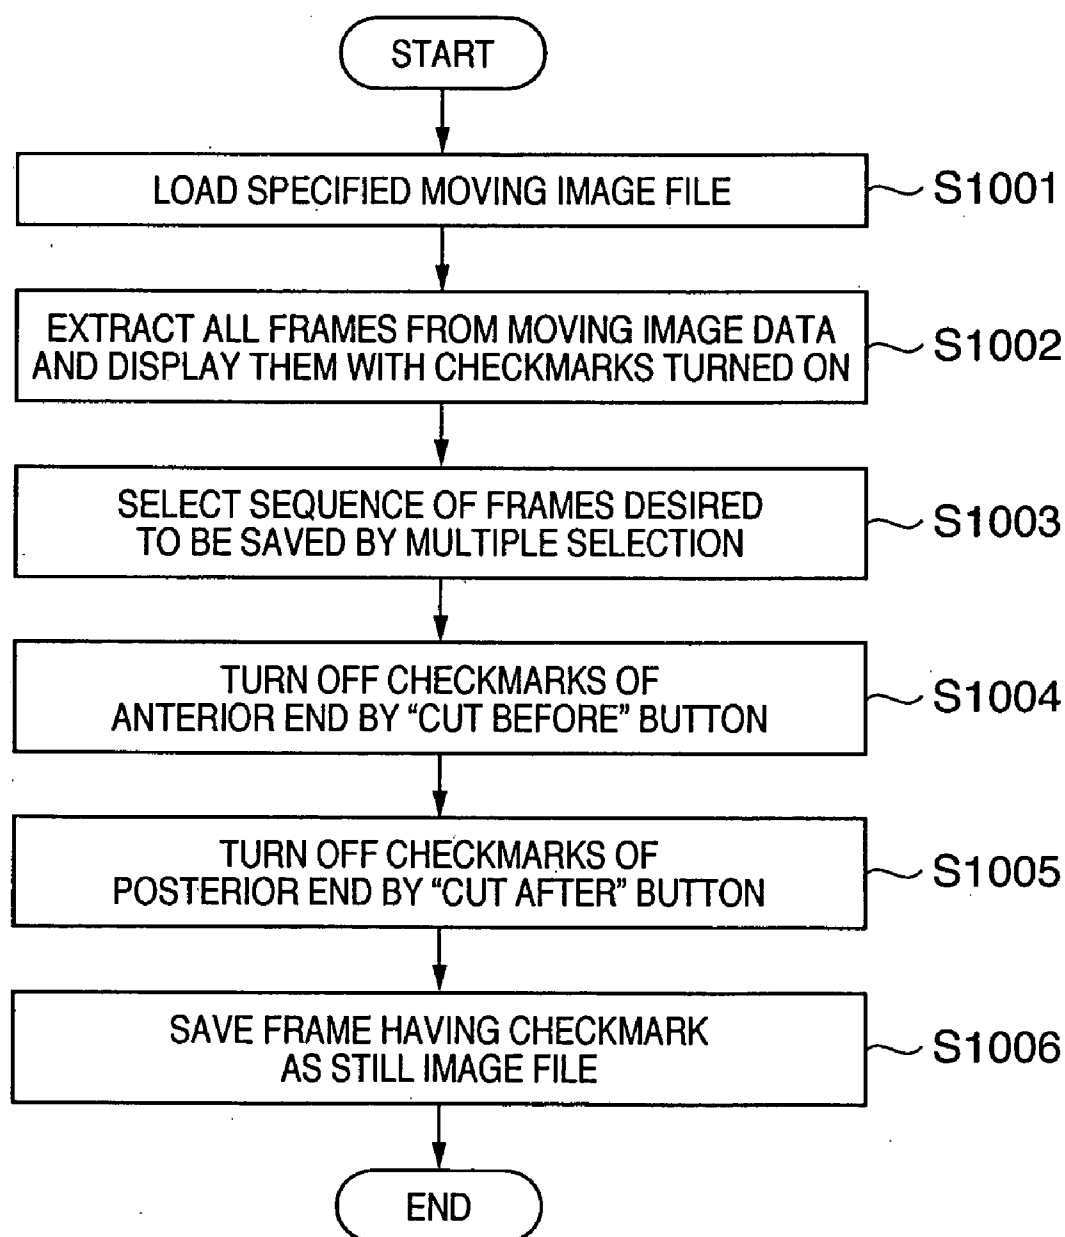 START
LOAD SPECIFIED MOVING IMAGE FILE
S1001
EXTRACT ALL FRAMES FROM MOVING IMAGE DATA
AND DISPLAY THEM WITH CHECKMARKS TURNED ON
S1002
SELECT SEQUENCE OF FRAMES DESIRED
TO BE SAVED BY MULTIPLE SELECTION
S1003
TURN OFF CHECKMARKS OF
ANTERIOR END BY “CUT BEFORE” BUTTON
S1004
TURN OFF CHECKMARKS OF
POSTERIOR END BY “CUT AFTER” BUTTON
S1005
SAVE FRAME HAVING CHECKMARK
AS STILL IMAGE FILE
S1006
END